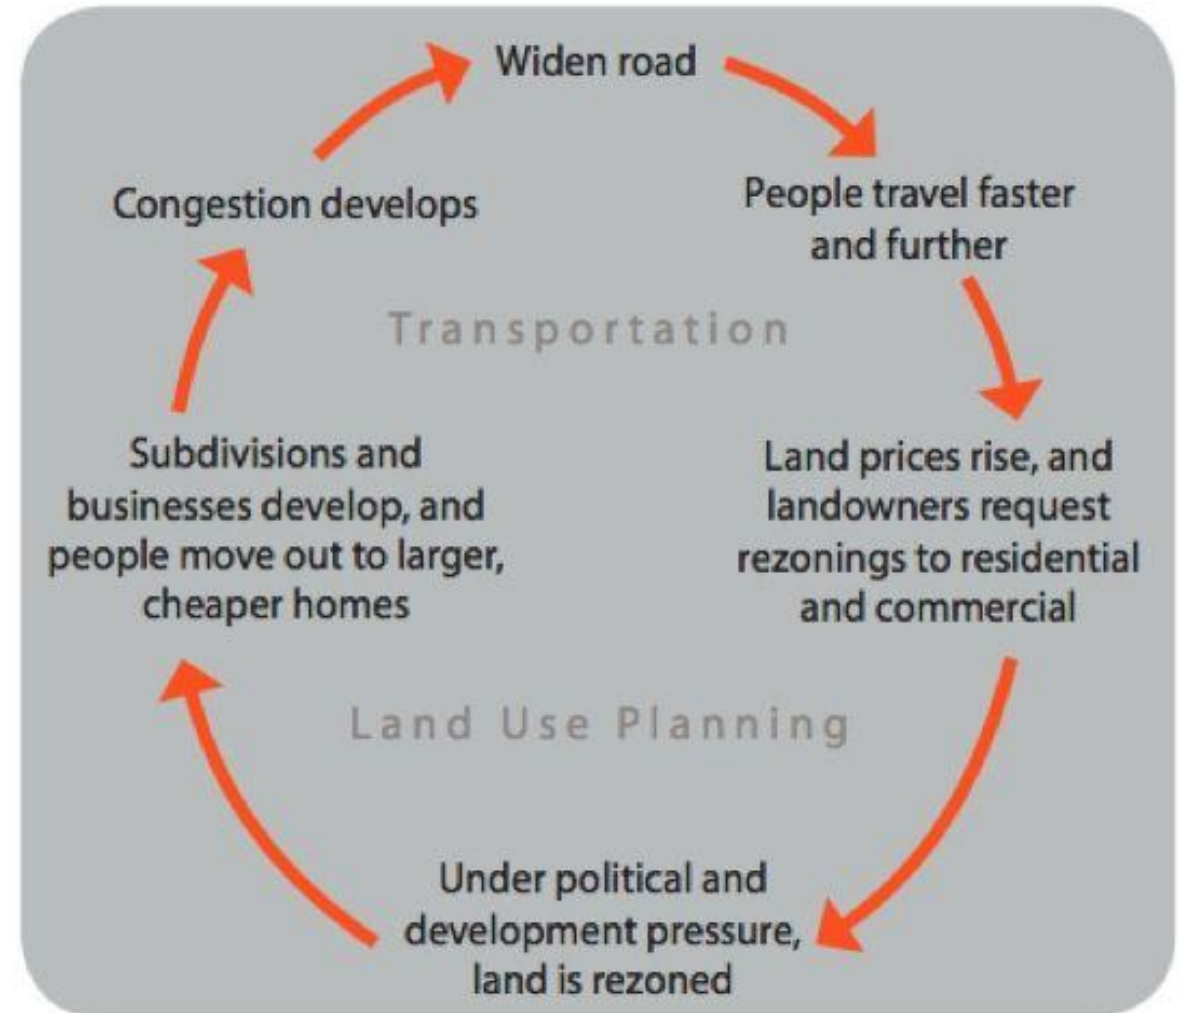 Widen road
People travel faster
and further
Congestion develops
Transportation
Land prices rise, and
landowners request
rezonings to residential
and commercial
Subdivisions and
businesses develop, and
people move out to larger,
cheaper homes
Land Use Planning
Under political and
development pressure,
land is rezoned